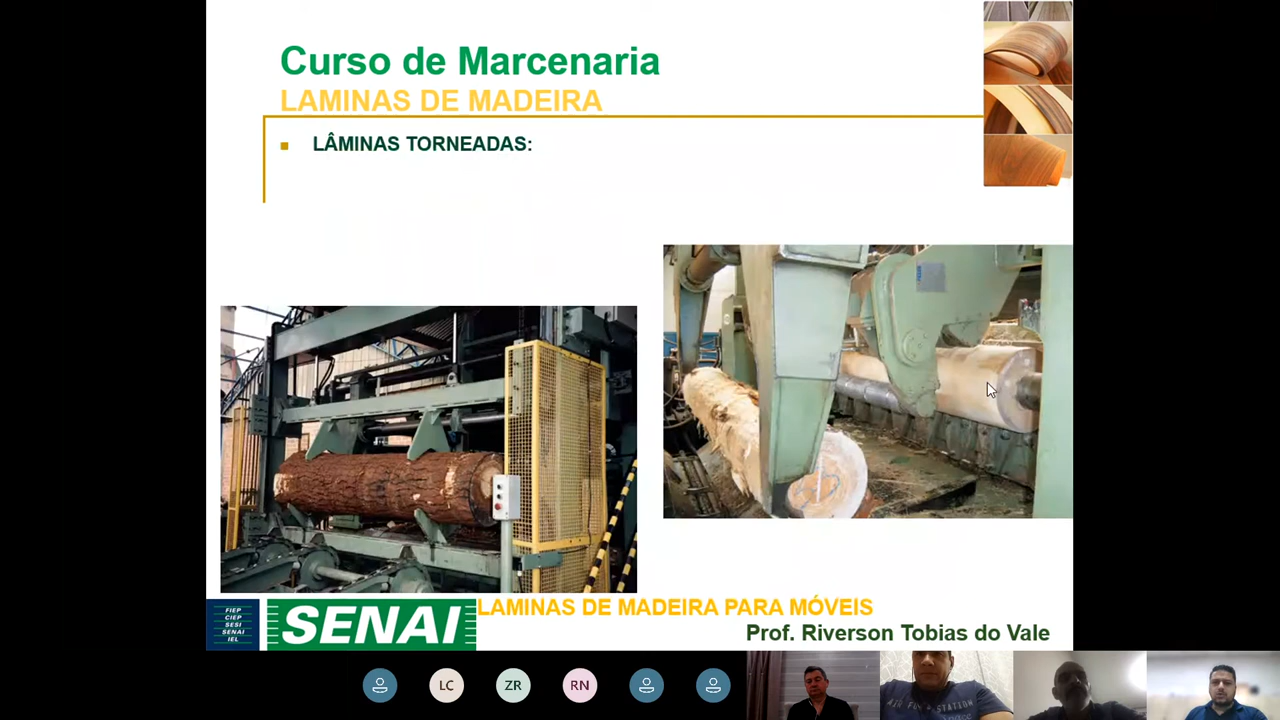 Curso de Marcenaria
LAMINAS DE MADEIRA
LÂMINAS TORNEADAS:
FIEP
CIEP
SESI
SENAI
IEL
SENAI
LAMINAS DE MADEIRA PARA MÓVEIS
Prof. Riverson Tobias do Vale
LC
ZR
RN